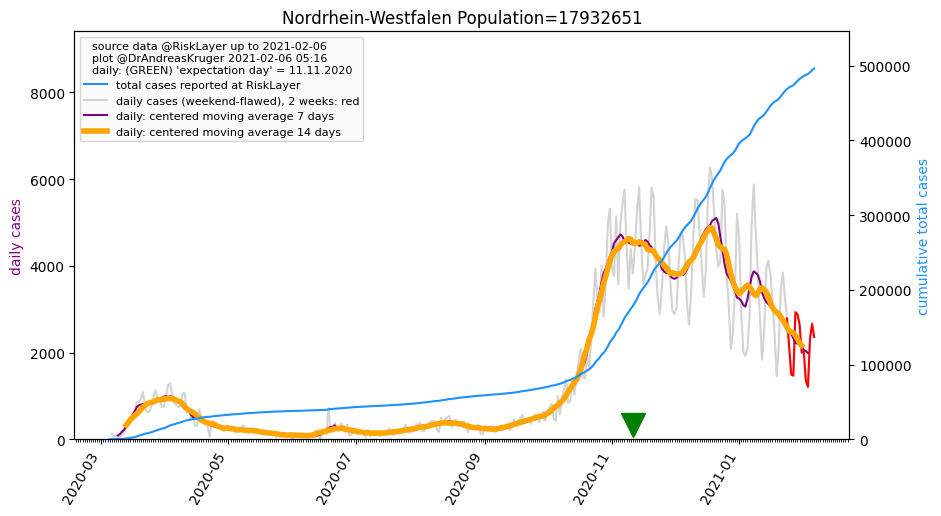 Nordrhein-Westfalen Population=17932651
source data @RiskLayer up to 2021-02-06
plot @DrAndreasKruger 2021-02-06 05:16
daily: (GREEN) 'expectation day' = 11.11.2020
total cases reported at RiskLayer
daily cases (weekend-flawed), 2 weeks: red
daily: centered moving average 7 days
daily: centered moving average 14 days
daily cases
8000
6000
4000
2000
0
500000
400000
300000
200000
100000
0
cumulative total cases
2020-03
2020-05
2020-07
2020-09
2020-11
2021-01